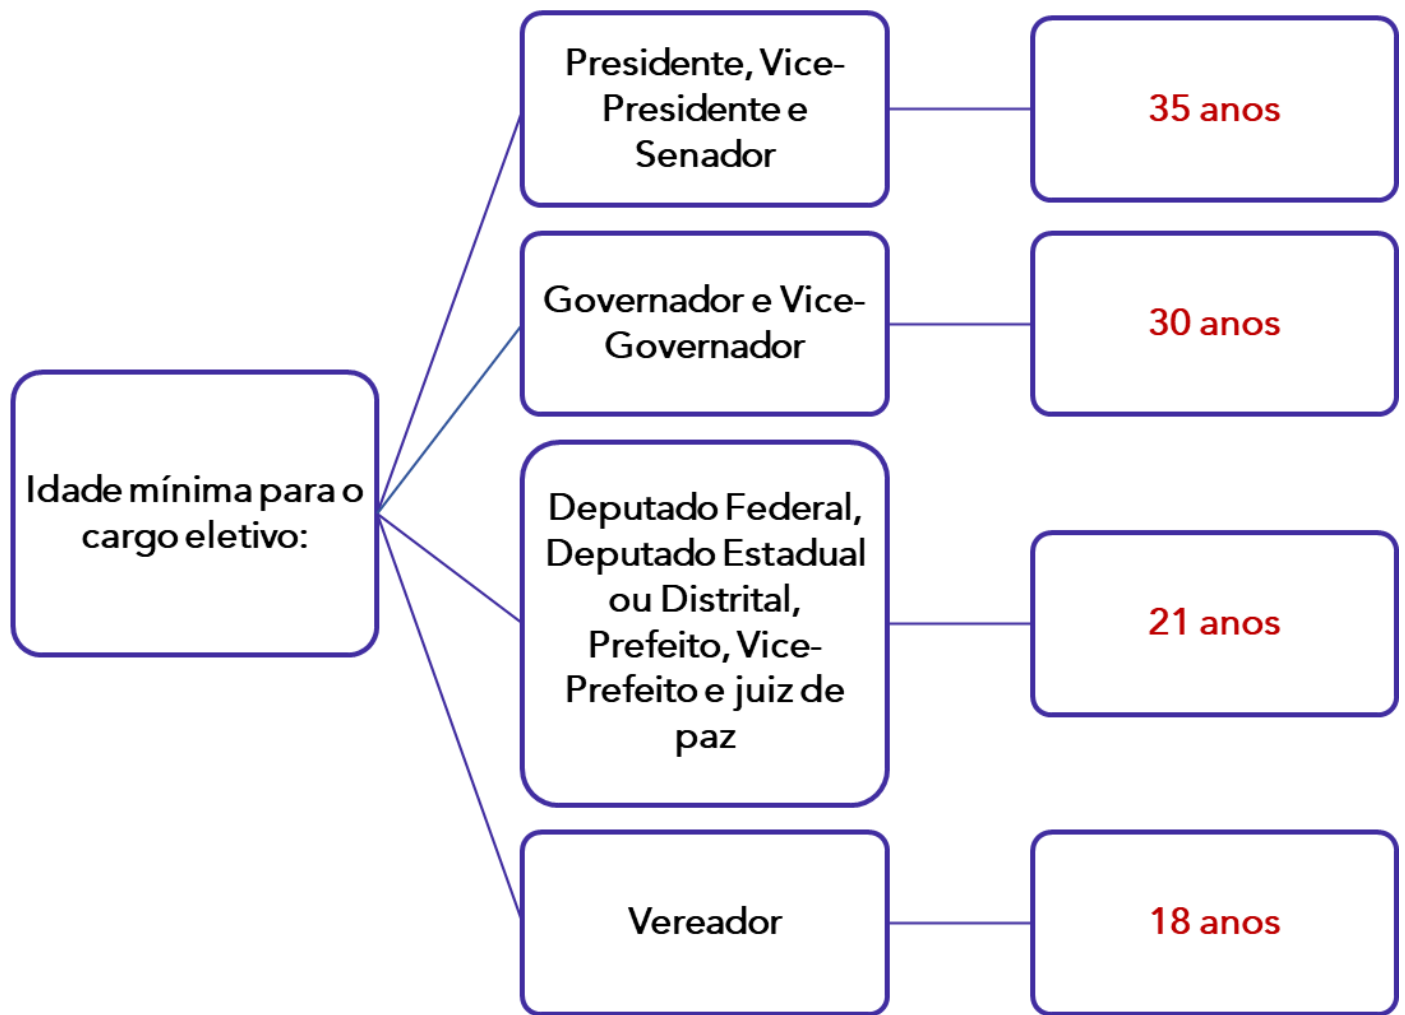 Idade mínima para o
cargo eletivo:
Presidente, Vice-
Presidente e
Senador
35 anos
Governador e Vice-
Governador
30 anos
Deputado Federal,
Deputado Estadual
ou Distrital,
Prefeito, Vice-
Prefeito e juiz de
paz
21 anos
Vereador
18 anos